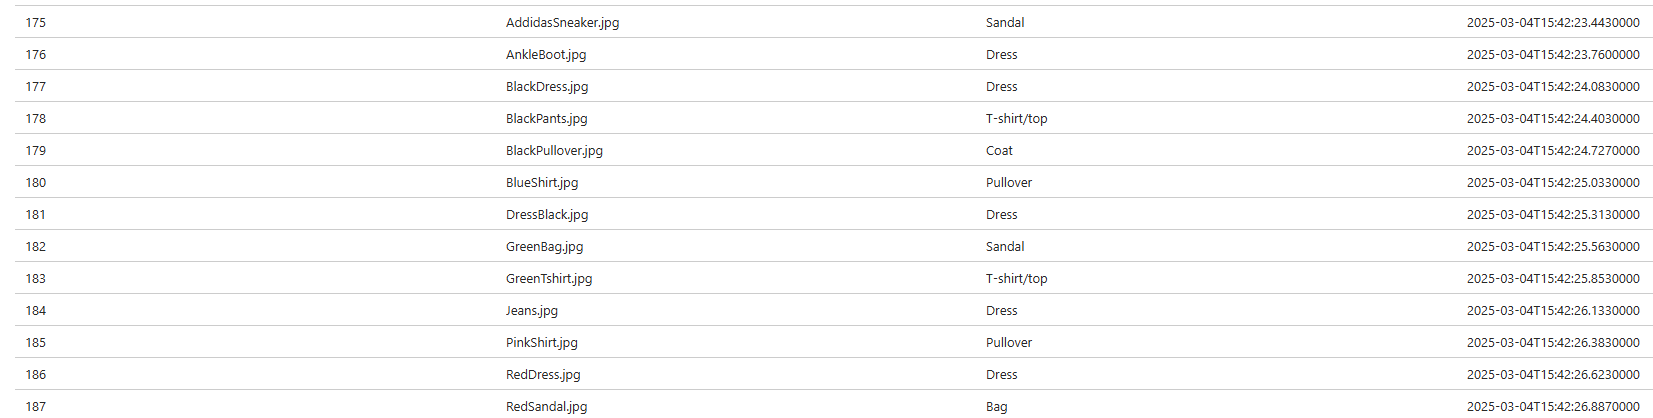 175 AddidasSneaker.jpg Sandal 2025-03-04T15:42:23.4430000
176 AnkleBoot.jpg Dress 2025-03-04T15:42:23.7600000
177 BlackDress.jpg Dress 2025-03-04T15:42:24.0830000
178 BlackPants.jpg T-shirt/top 2025-03-04T15:42:24.4030000
179 BlackPullover.jpg Coat 2025-03-04T15:42:24.7270000
180 BlueShirt.jpg Pullover 2025-03-04T15:42:25.0330000
181 DressBlack.jpg Dress 2025-03-04T15:42:25.3130000
182 GreenBag.jpg Sandal 2025-03-04T15:42:25.5630000
183 GreenTshirt.jpg T-shirt/top 2025-03-04T15:42:25.8530000
184 Jeans.jpg Dress 2025-03-04T15:42:26.1330000
185 PinkShirt.jpg Pullover 2025-03-04T15:42:26.3830000
186 RedDress.jpg Dress 2025-03-04T15:42:26.6230000
187 RedSandal.jpg Bag 2025-03-04T15:42:26.8870000